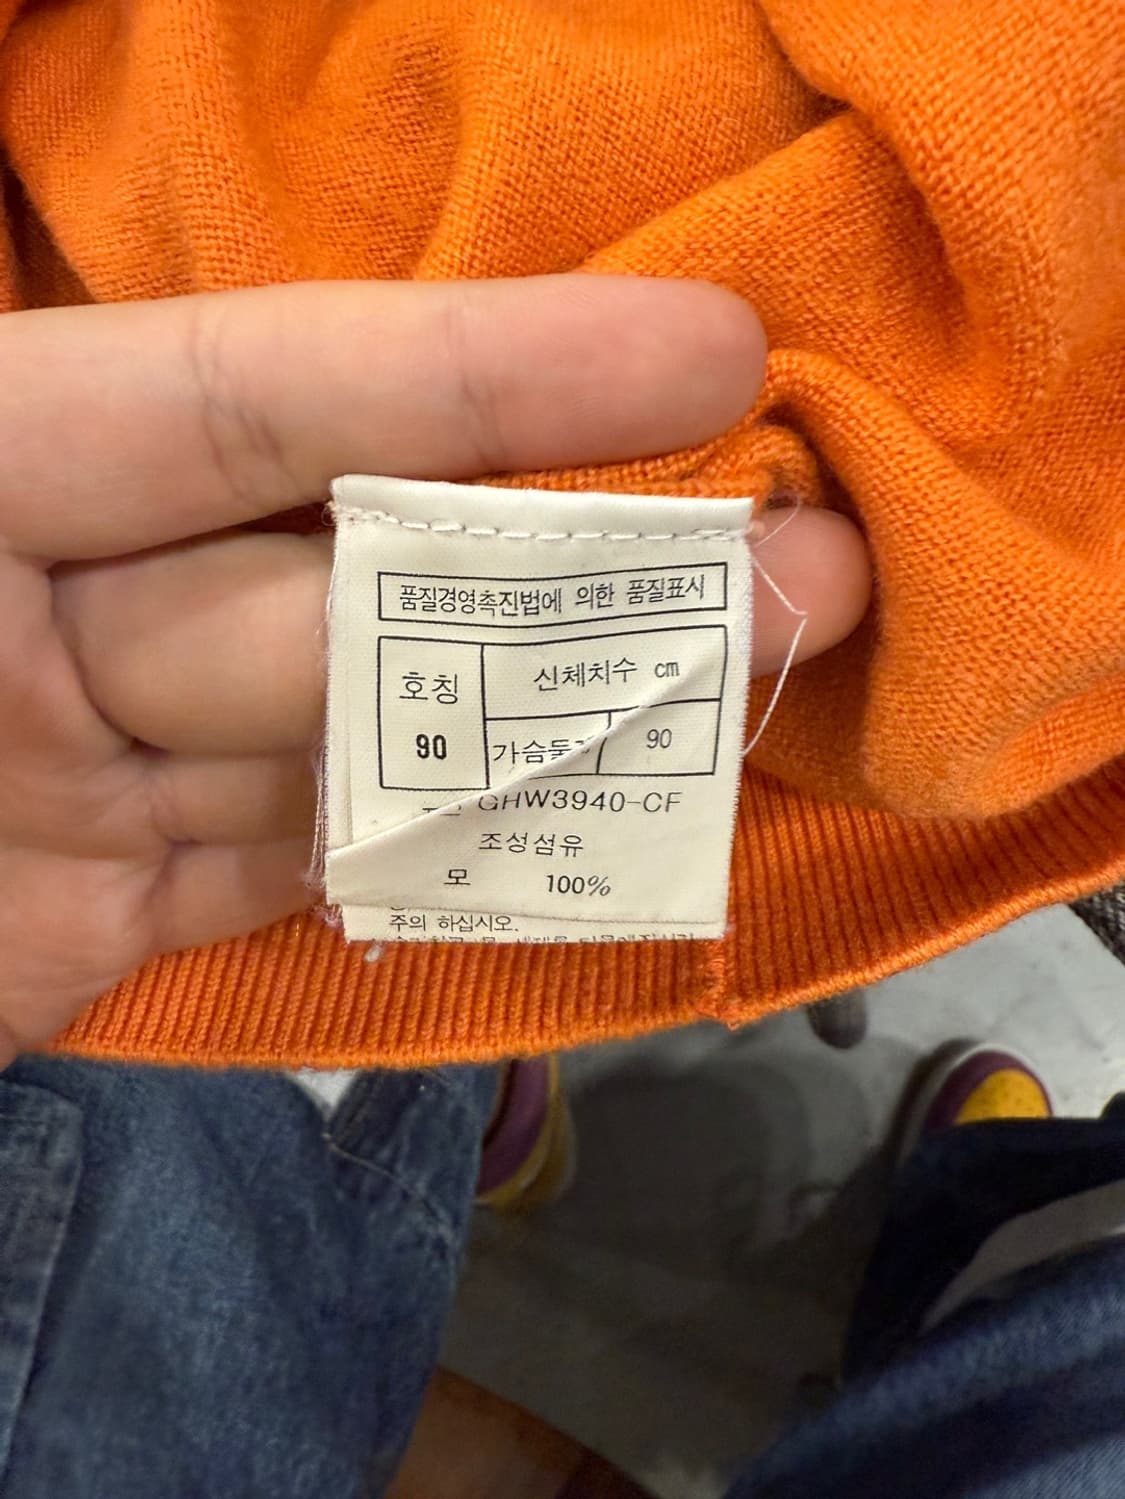 품질경영촉진법에 의한 품질표시
호칭
90
신체치수 cm
90
GHW3940-CF
조성섬유
모 100%
주의 하십시오.